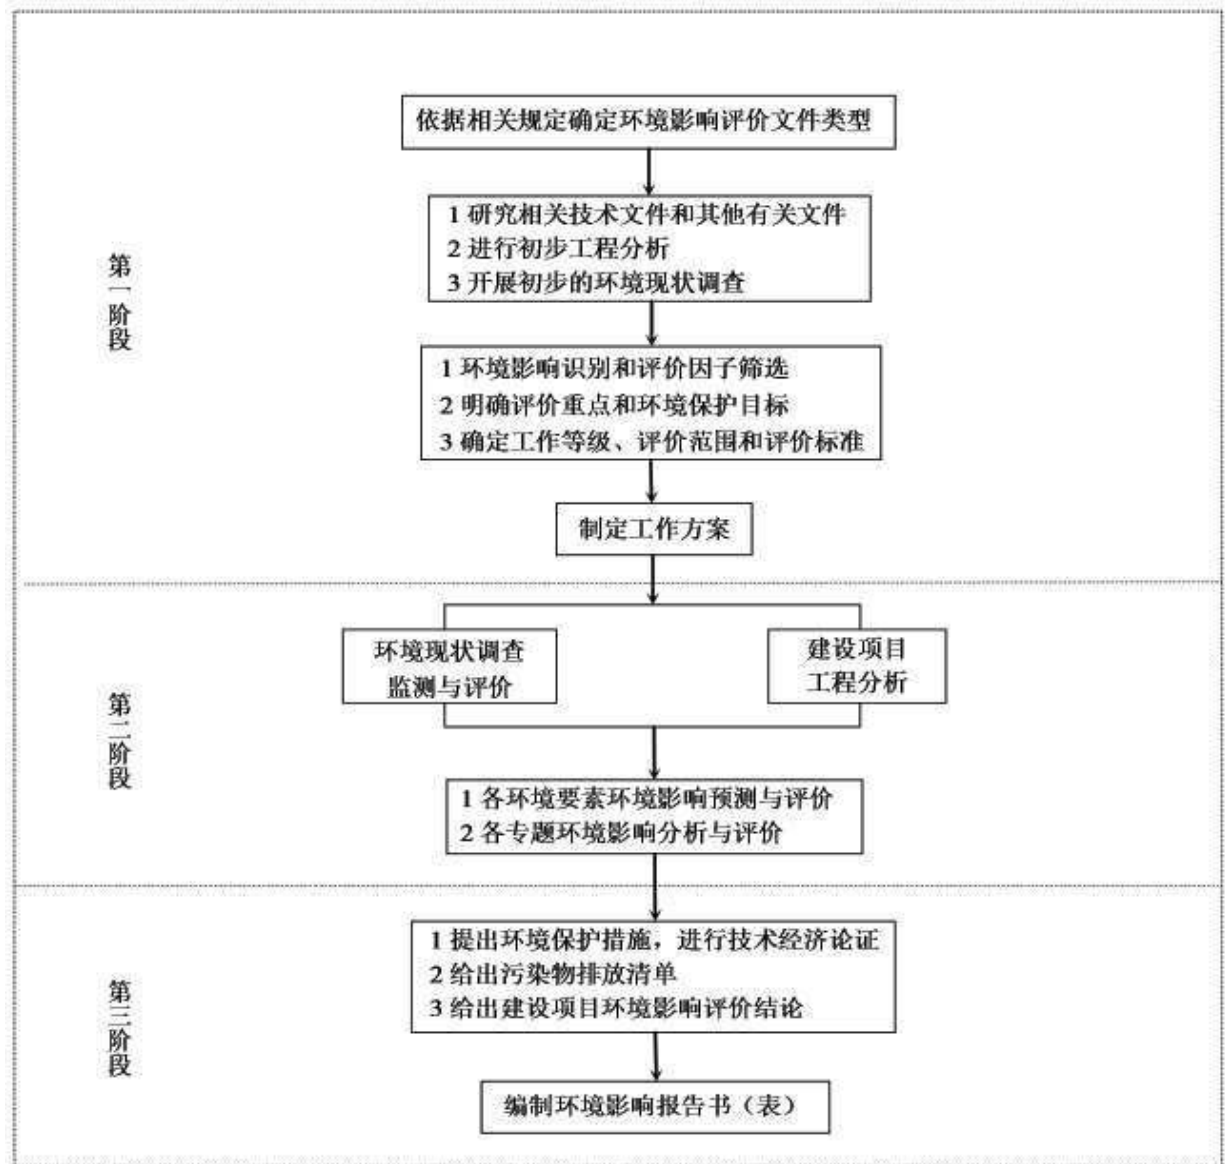 依据相关规定确定环境影响评价文件类型
1 研究相关技术文件和其他有关文件
2 进行初步工程分析
3 开展初步的环境现状调查
第一阶段
1 环境影响识别和评价因子筛选
2 明确评价重点和环境保护目标
3 确定工作等级、评价范围和评价标准
制定工作方案
环境现状调查
监测与评价
建设项目
工程分析
第二阶段
1 各环境要素环境影响预测与评价
2 各专题环境影响分析与评价
1 提出环境保护措施，进行技术经济论证
2 给出污染物排放清单
3 给出建设项目环境影响评价结论
第三阶段
编制环境影响报告书（表）